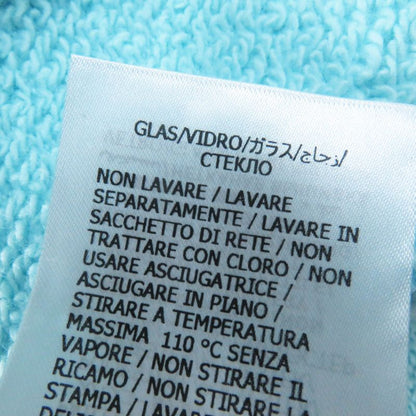 GLAS/VIDRO/ガラス/زجاج/
СТЕКЛО
NON LAVARE / LAVARE
SEPARATAMENTE / LAVARE IN
SACCHETTO DI RETE / NON
TRATTARE CON CLORO / NON
USARE ASCIUGATRICE /
ASCIUGARE IN PIANO /
STIRARE A TEMPERATURA
MASSIMA 110 °C SENZA
VAPORE / NON STIRARE IL
RICAMO / NON STIRARE LA
STAMPA / LAVARE